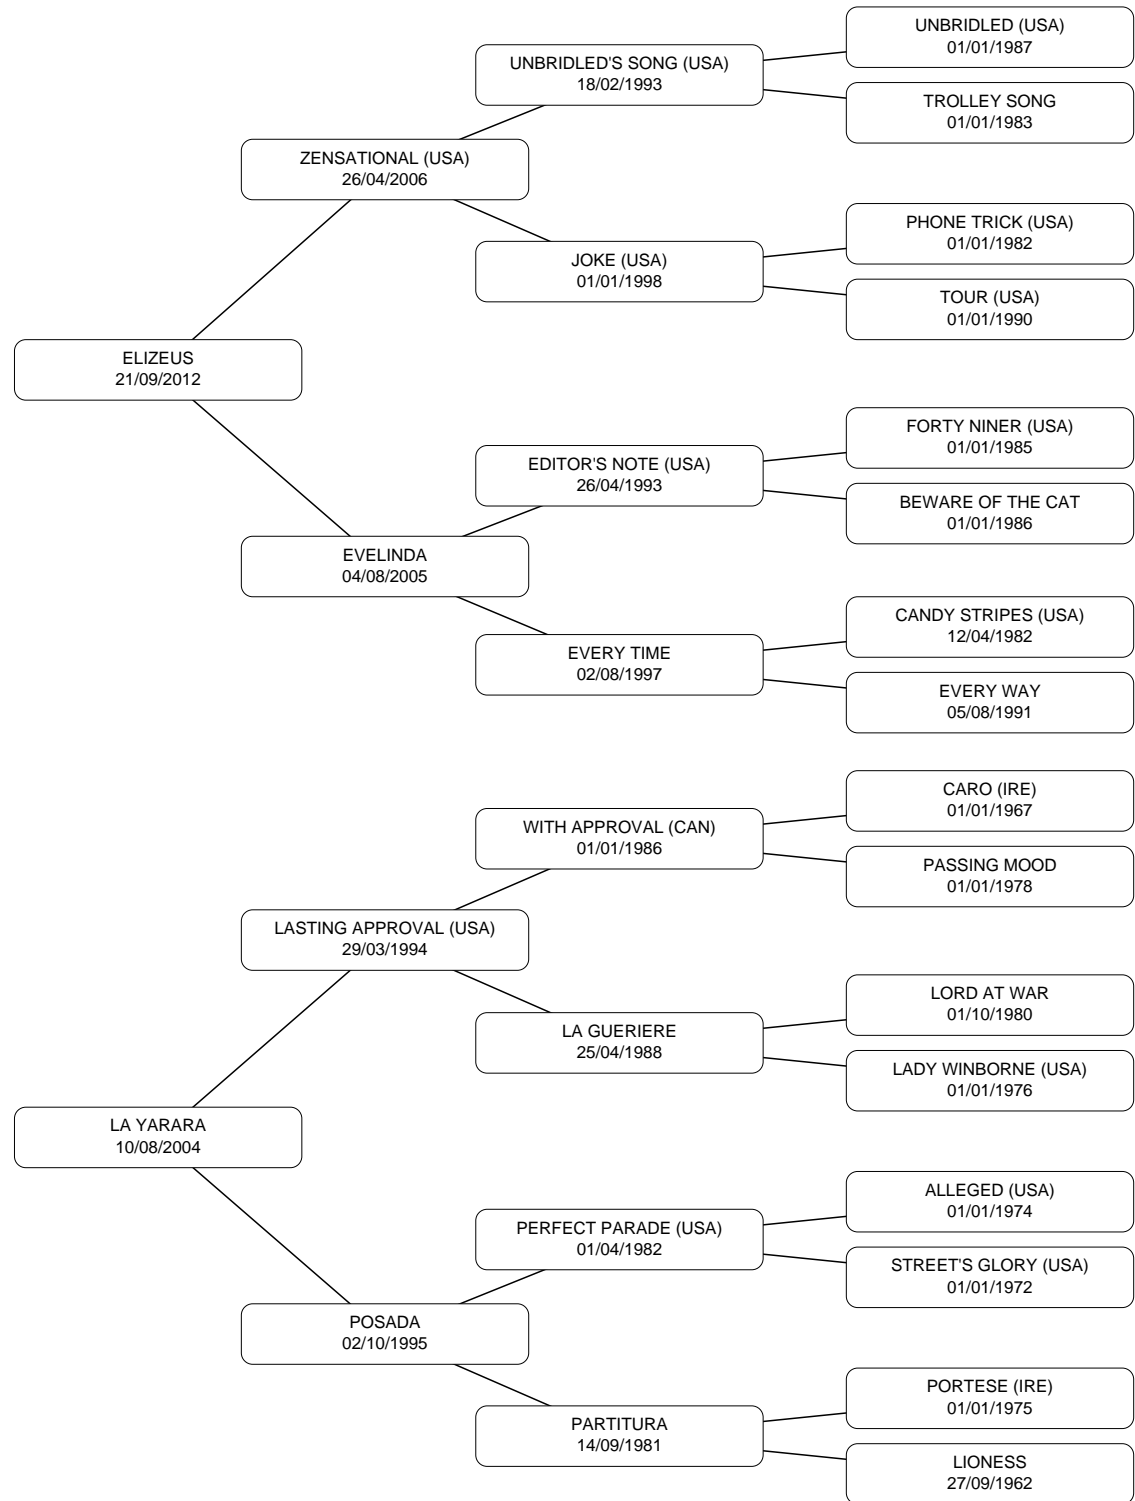 UNBRIDLED (USA)
01/01/1987
UNBRIDLED'S SONG (USA)
18/02/1993
TROLLEY SONG
01/01/1983
ZENSATIONAL (USA)
26/04/2006
PHONE TRICK (USA)
01/01/1982
JOKE (USA)
01/01/1998
TOUR (USA)
01/01/1990
ELIZEUS
21/09/2012
FORTY NINER (USA)
01/01/1985
EDITOR'S NOTE (USA)
26/04/1993
BEWARE OF THE CAT
01/01/1986
EVELINDA
04/08/2005
CANDY STRIPES (USA)
12/04/1982
EVERY TIME
02/08/1997
EVERY WAY
05/08/1991
CARO (IRE)
01/01/1967
WITH APPROVAL (CAN)
01/01/1986
PASSING MOOD
01/01/1978
LASTING APPROVAL (USA)
29/03/1994
LORD AT WAR
01/10/1980
LA GUERIERE
25/04/1988
LADY WINBORNE (USA)
01/01/1976
LA YARARA
10/08/2004
ALLEGED (USA)
01/01/1974
PERFECT PARADE (USA)
01/04/1982
STREET'S GLORY (USA)
01/01/1972
POSADA
02/10/1995
PORTESE (IRE)
01/01/1975
PARTITURA
14/09/1981
LIONESS
27/09/1962